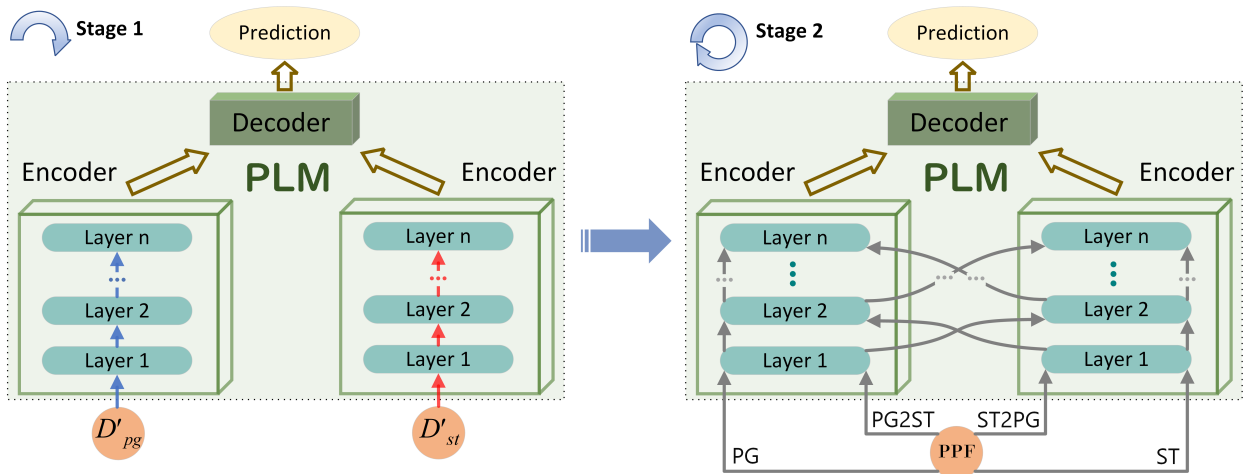 Stage 1
Prediction
Decoder
Encoder
PLM
Encoder
Layer n
...
Layer 2
Layer 1
D'pg
Layer n
...
Layer 2
Layer 1
D'st
Stage 2
Prediction
Decoder
Encoder
PLM
Encoder
Layer n
...
Layer 2
Layer 1
Layer n
...
Layer 2
Layer 1
PG2ST
ST2PG
PG
PPF
ST